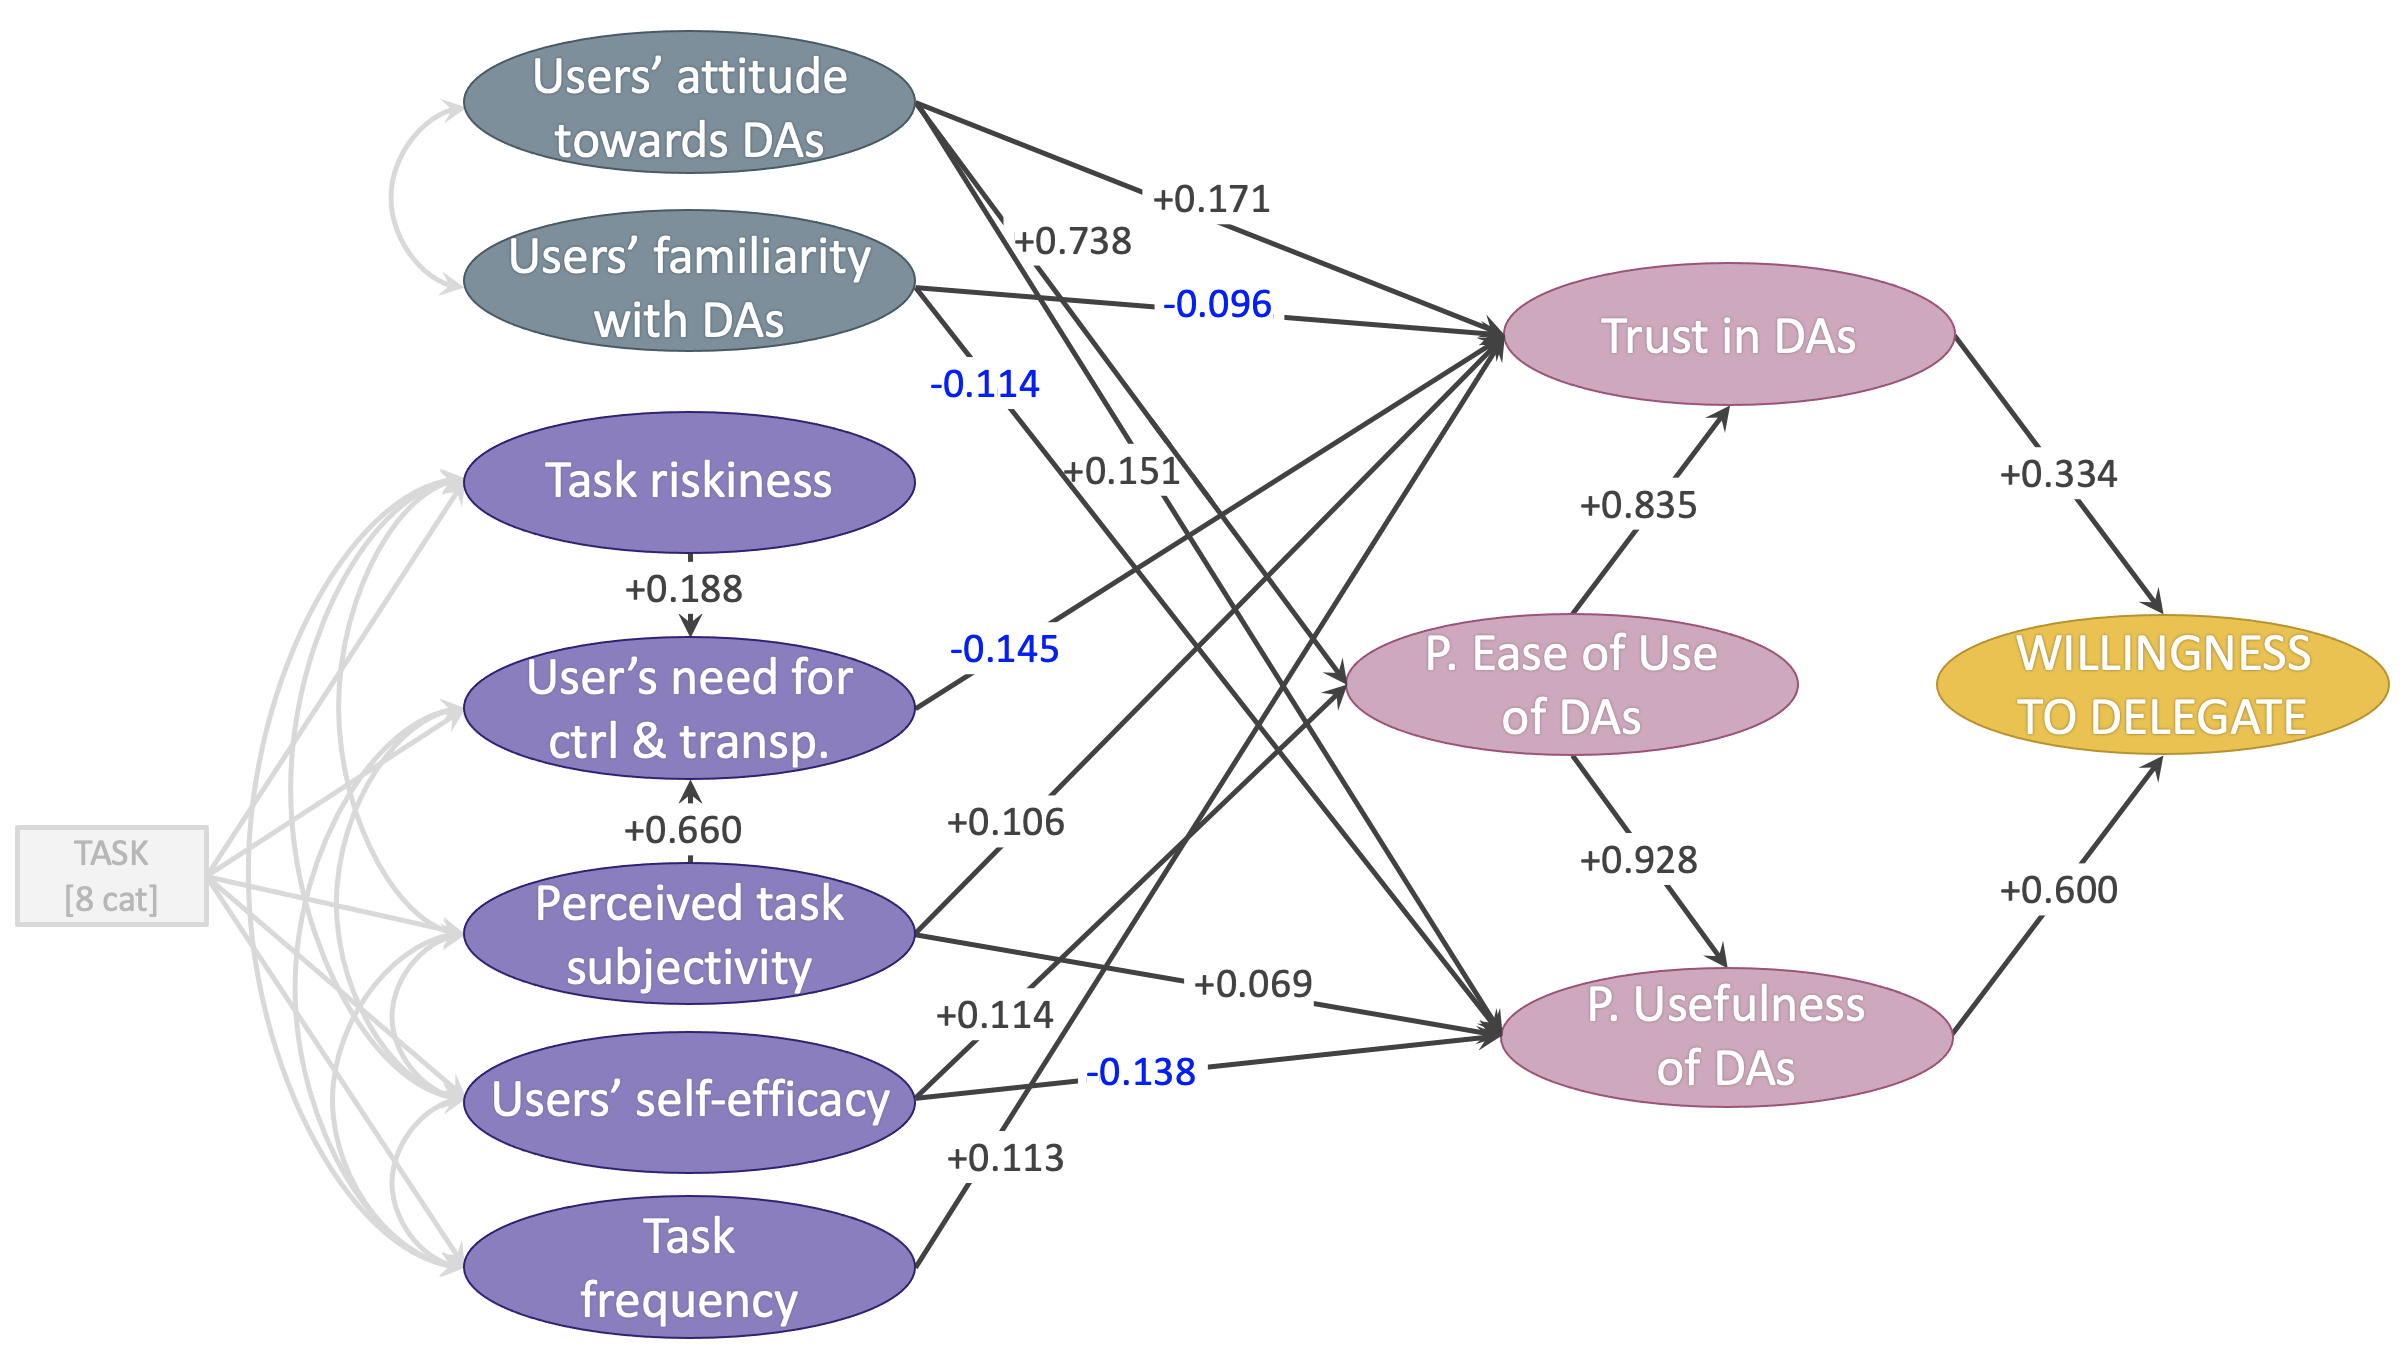 Users’ attitude
towards DAs
Users’ familiarity
with DAs
Task riskiness
+0.188
User’s need for
ctrl & transp.
+0.660
Perceived task
subjectivity
Users’ self-efficacy
Task
frequency
TASK
[8 cat]
+0.171
+0.738
-0.096
-0.114
+0.151
-0.145
+0.106
+0.069
+0.114
-0.138
+0.113
Trust in DAs
+0.835
P. Ease of Use
of DAs
+0.928
P. Usefulness
of DAs
+0.334
WILLINGNESS
TO DELEGATE
+0.600